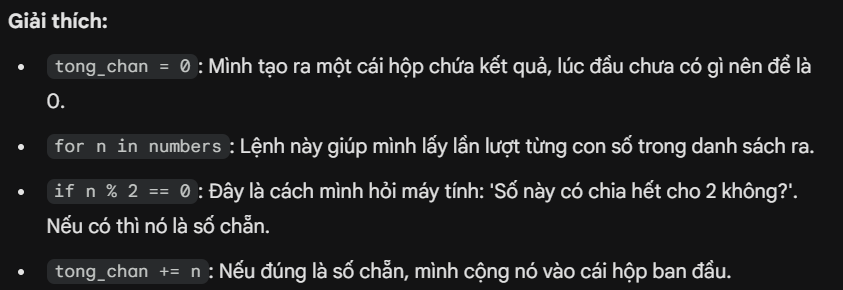 Giải thích:
• tong_chan = 0: Mình tạo ra một cái hộp chứa kết quả, lúc đầu chưa có gì nên để là
0.
• for n in numbers: Lệnh này giúp mình lấy lần lượt từng con số trong danh sách ra.
• if n % 2 == 0: Đây là cách mình hỏi máy tính: 'Số này có chia hết cho 2 không?'.
Nếu có thì nó là số chẵn.
• tong_chan += n: Nếu đúng là số chẵn, mình cộng nó vào cái hộp ban đầu.